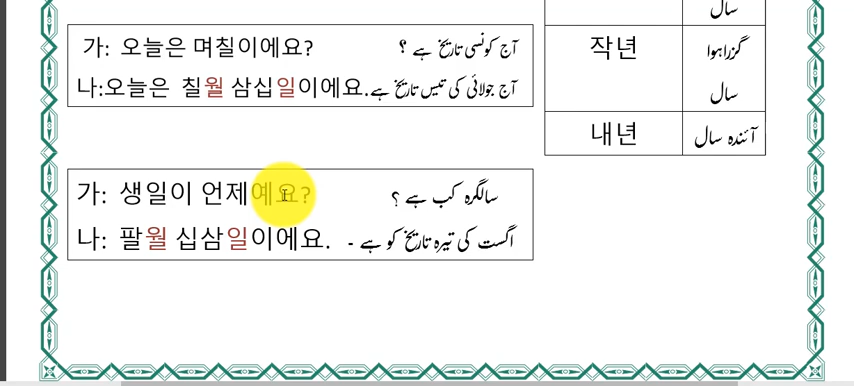 가: 오늘은 며칠이에요? آج کونسی تاریخ ہے ؟
나:오늘은 칠월 삼십일이에요. آج جولائی کی تیس تاریخ ہے
가: 생일이 언제예요? سالگرہ کب ہے ؟
나: 팔월 십삼일이에요. اگست کی تیرہ تاریخ کو ہے ۔
سال
작년 گزراہوا
سال
내년 آئندہ سال